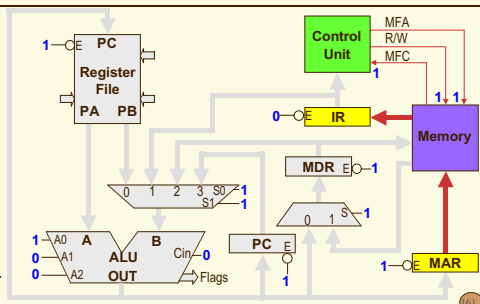 MFA
Control
Unit
R/W
MFC
1
1 E PC
Register
File
PA PB
1 1
0 E IR
Memory
MDR E 1
0 1 2 3 S0 1
S1 1
0 1 S 1
1 A0 A B
0 A1 ALU Cin 0
0 A2 OUT
Flags
PC E
1
1 E MAR
161